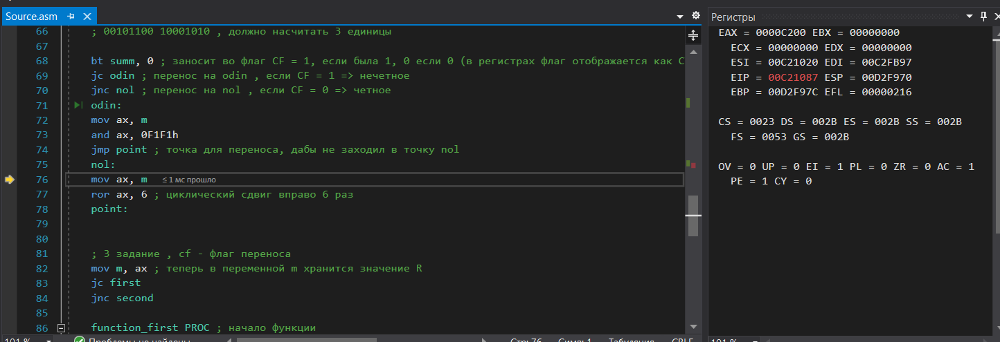 Source.asm
66 ; 00101100 10001010 , должно насчитать 3 единицы
67
68 bt summ, 0 ; заносит во флаг CF = 1, если была 1, 0 если 0 (в регистрах флаг отображается как C
69 jc odin ; перенос на odin , если CF = 1 => нечетное
70 jnc nol ; перенос на nol , если CF = 0 => четное
71 odin:
72 mov ax, m
73 and ax, 0F1F1h
74 jmp point ; точка для переноса, дабы не заходил в точку nol
75 nol:
76 mov ax, m ≤ 1 мс прошло
77 ror ax, 6 ; циклический сдвиг вправо 6 раз
78 point:
79
80
81 ; 3 задание , cf - флаг переноса
82 mov m, ax ; теперь в переменной m хранится значение R
83 jc first
84 jnc second
85
86 function_first PROC ; начало функции
101 % Проблемы не найдены Стр: 76 Симв: 1 Табуляция CRLF
Регистры
EAX = 0000C200 EBX = 00000000
ECX = 00000000 EDX = 00000000
ESI = 00C21020 EDI = 00C2FB97
EIP = 00C21087 ESP = 00D2F970
EBP = 00D2F97C EFL = 00000216
CS = 0023 DS = 002B ES = 002B SS = 002B
FS = 0053 GS = 002B
OV = 0 UP = 0 EI = 1 PL = 0 ZR = 0 AC = 1
PE = 1 CY = 0
101 %